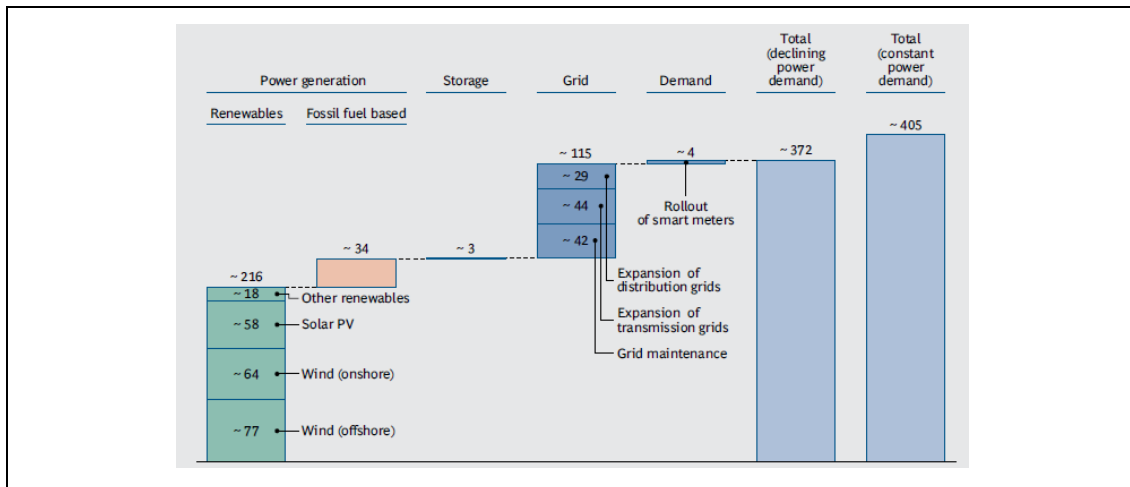 Power generation
Storage
Grid
Demand
Total
(declining
power
demand)
Total
(constant
power
demand)
Renewables
Fossil fuel based
~ 216
~ 18
~ 58
~ 64
~ 77
Other renewables
Solar PV
Wind (onshore)
Wind (offshore)
~ 34
~ 3
~ 115
~ 29
~ 44
~ 42
Expansion of
distribution grids
Expansion of
transmission grids
Grid maintenance
~ 4
Rollout
of smart meters
~ 372
~ 405